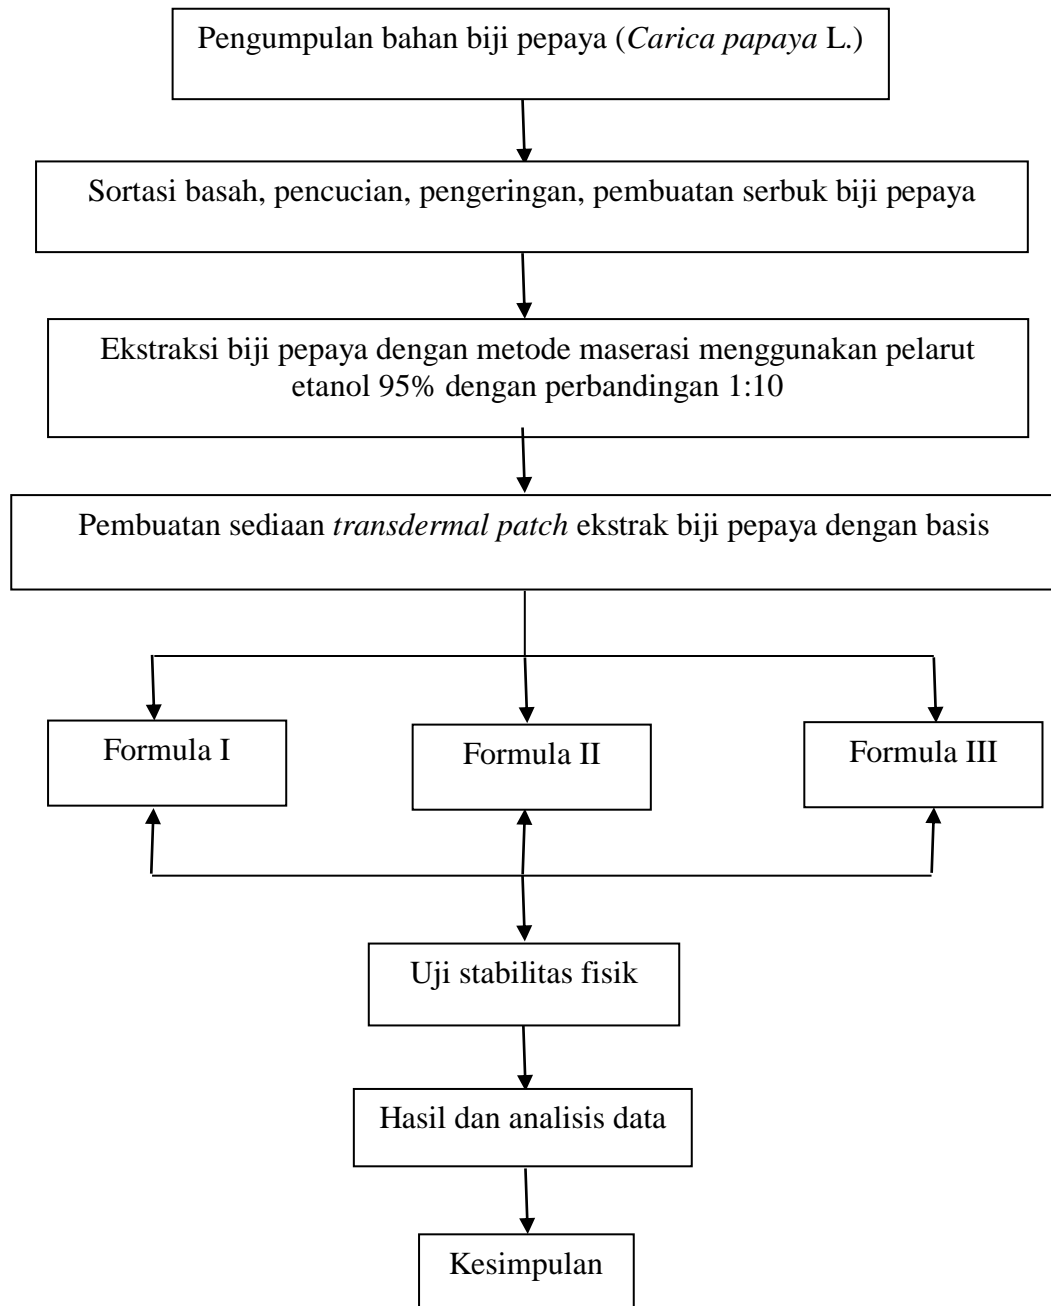 Pengumpulan bahan biji pepaya (Carica papaya L.)
Sortasi basah, pencucian, pengeringan, pembuatan serbuk biji pepaya
Ekstraksi biji pepaya dengan metode maserasi menggunakan pelarut
etanol 95% dengan perbandingan 1:10
Pembuatan sediaan transdermal patch ekstrak biji pepaya dengan basis
Formula I
Formula II
Formula III
Uji stabilitas fisik
Hasil dan analisis data
Kesimpulan